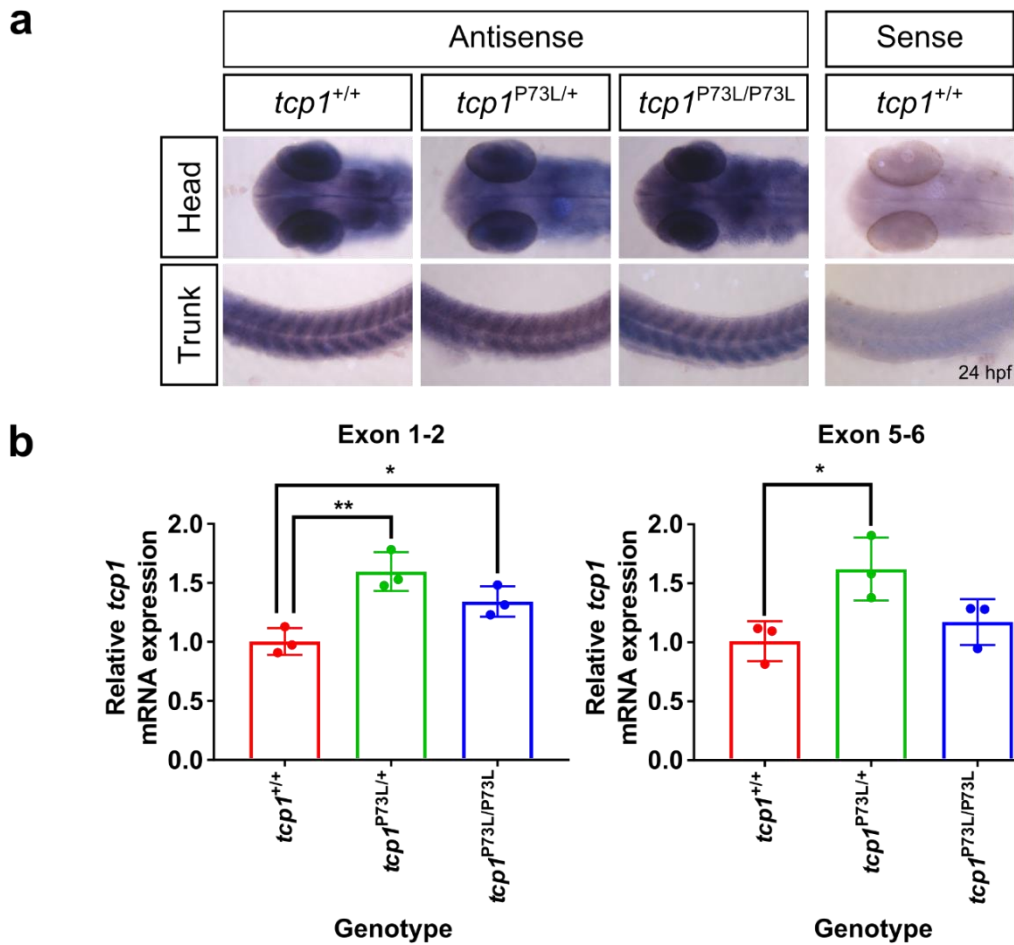 a
Antisense
Sense
tcp1+/+
tcp1P73L/+
tcp1P73L/P73L
tcp1+/+
Head
Trunk
24 hpf
b
Exon 1-2
Relative tcp1
mRNA expression
2.0
1.5
1.0
0.5
0.0
*
**
tcp1+/+
tcp1P73L/+
tcp1P73L/P73L
Genotype
Exon 5-6
Relative tcp1
mRNA expression
2.0
1.5
1.0
0.5
0.0
*
tcp1+/+
tcp1P73L/+
tcp1P73L/P73L
Genotype